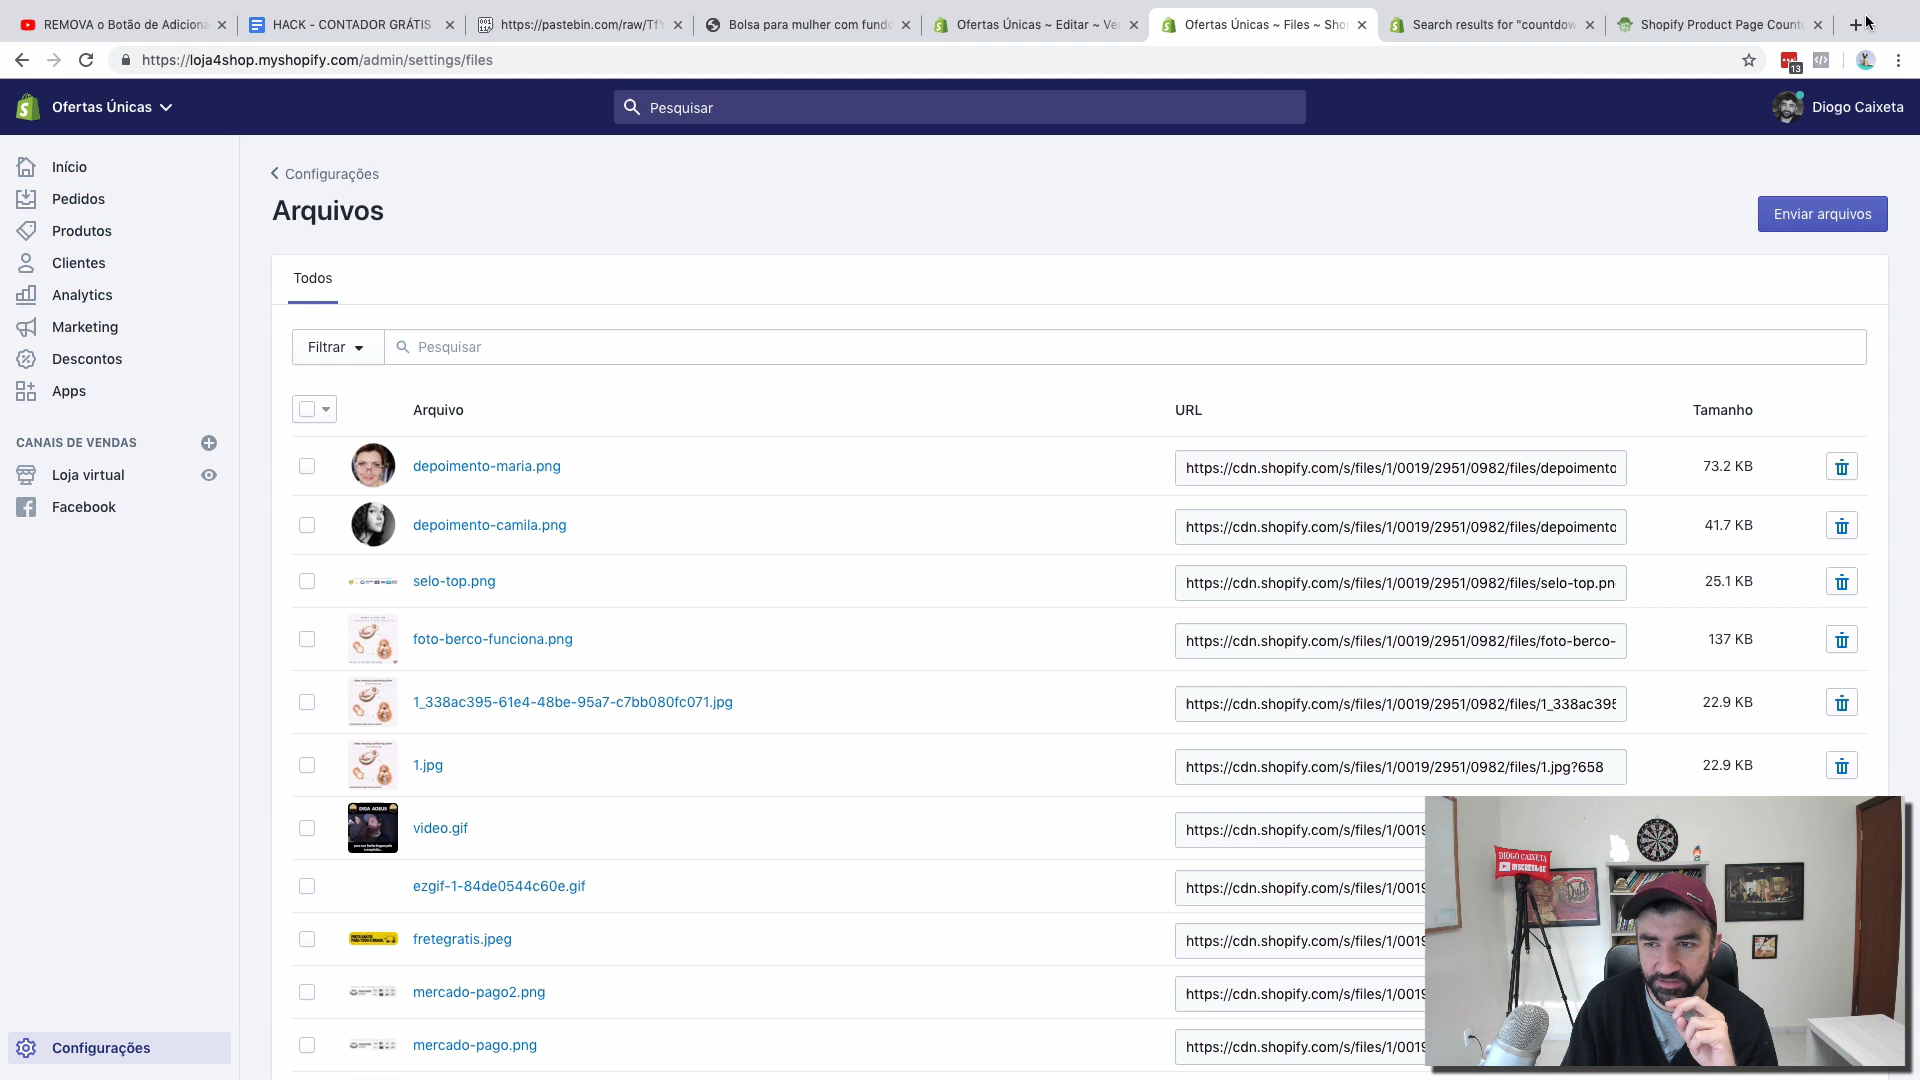 REMOVA o Botão de Adiciona
HACK - CONTADOR GRÁTIS
https://pastebin.com/raw/TfY
Bolsa para mulher com fundo
Ofertas Únicas ~ Editar ~ Ve
Ofertas Únicas ~ Files ~ Sho
Search results for "countdow
Shopify Product Page Count
https://loja4shop.myshopify.com/admin/settings/files
13
Ofertas Únicas
Pesquisar
Diogo Caixeta
Início
Pedidos
Produtos
Clientes
Analytics
Marketing
Descontos
Apps
CANAIS DE VENDAS
Loja virtual
Facebook
Configurações
Configurações
Arquivos
Enviar arquivos
Todos
Filtrar
Pesquisar
Arquivo
URL
Tamanho
depoimento-maria.png
https://cdn.shopify.com/s/files/1/0019/2951/0982/files/depoimento
73.2 KB
depoimento-camila.png
https://cdn.shopify.com/s/files/1/0019/2951/0982/files/depoimento
41.7 KB
selo-top.png
https://cdn.shopify.com/s/files/1/0019/2951/0982/files/selo-top.pn
25.1 KB
foto-berco-funciona.png
https://cdn.shopify.com/s/files/1/0019/2951/0982/files/foto-berco-
137 KB
1_338ac395-61e4-48be-95a7-c7bb080fc071.jpg
https://cdn.shopify.com/s/files/1/0019/2951/0982/files/1_338ac395
22.9 KB
1.jpg
https://cdn.shopify.com/s/files/1/0019/2951/0982/files/1.jpg?658
22.9 KB
DIGA ADEUS
video.gif
https://cdn.shopify.com/s/files/1/0019
ezgif-1-84de0544c60e.gif
https://cdn.shopify.com/s/files/1/0019
FRETE GRÁTIS
PARA TODO O BRASIL
fretegratis.jpeg
https://cdn.shopify.com/s/files/1/0019
mercado-pago2.png
https://cdn.shopify.com/s/files/1/0019
mercado-pago.png
https://cdn.shopify.com/s/files/1/0019
DIOGO CAIXETA
INSCREVA-SE